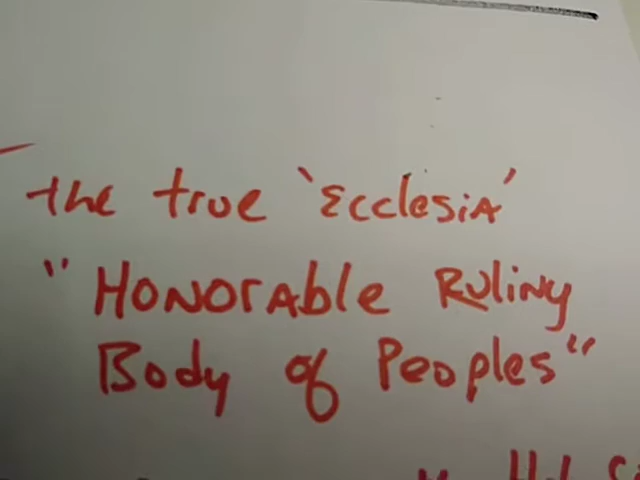 the true 'Ecclesia'
"Honorable Ruling
Body of Peoples"